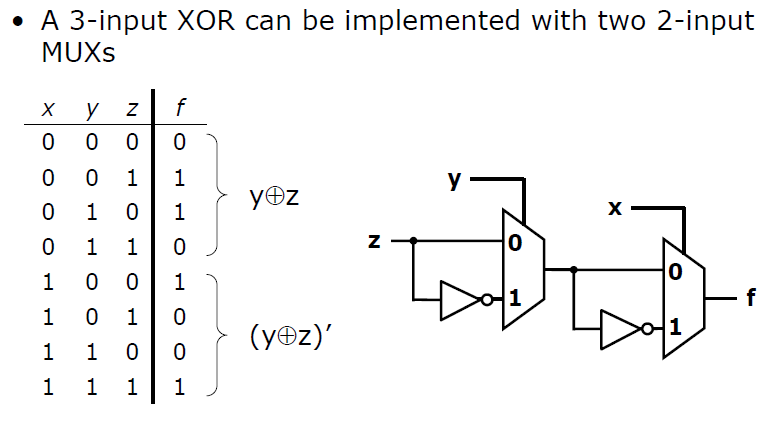 • A 3-input XOR can be implemented with two 2-input
MUXs
x y z f
0 0 0 0
0 0 1 1
0 1 0 1
0 1 1 0
1 0 0 1
1 0 1 0
1 1 0 0
1 1 1 1
y⊕z
(y⊕z)′
y
x
z
0
1
0
1
f